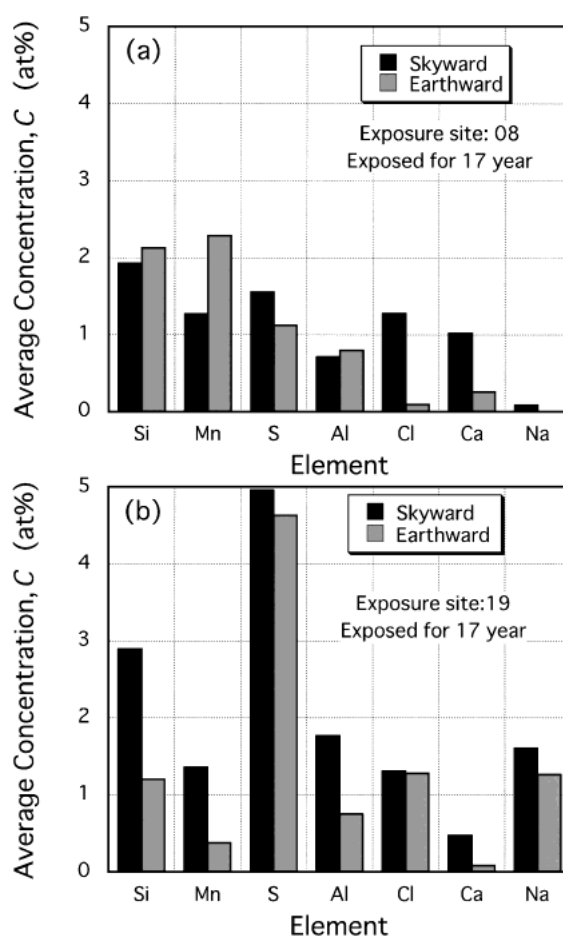 (a)
Skyward
Earthward
Exposure site: 08
Exposed for 17 year
Average Concentration, C (at%)
5
4
3
2
1
0
Si Mn S Al Cl Ca Na
Element
(b)
Skyward
Earthward
Exposure site:19
Exposed for 17 year
Average Concentration, C (at%)
5
4
3
2
1
0
Si Mn S Al Cl Ca Na
Element